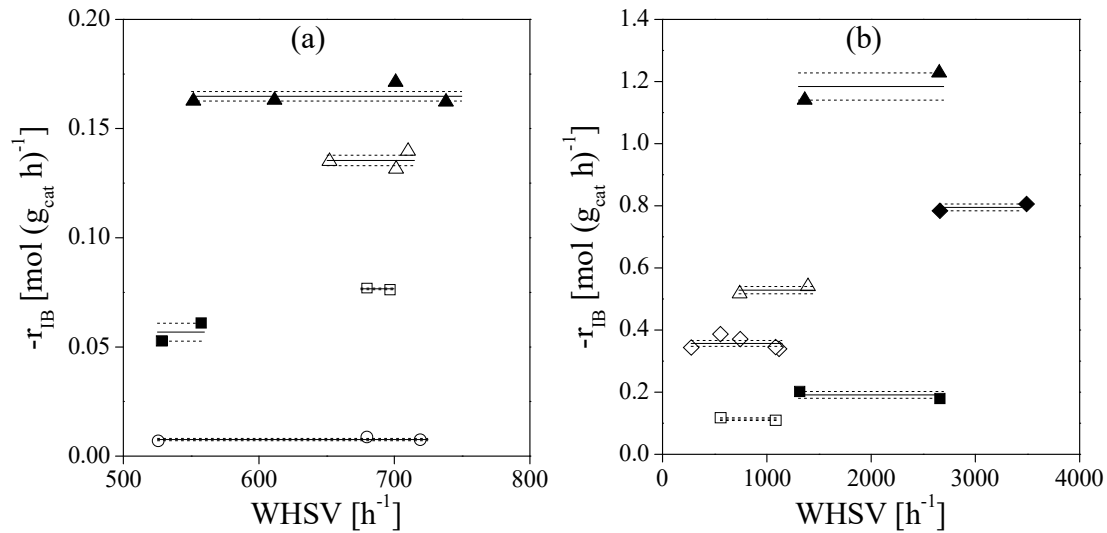 (a)
0.20
0.15
0.10
0.05
0.00
-r_IB [mol (g_cat h)^-1]
500 600 700 800
WHSV [h^-1]
(b)
1.4
1.2
1.0
0.8
0.6
0.4
0.2
0.0
-r_IB [mol (g_cat h)^-1]
0 1000 2000 3000 4000
WHSV [h^-1]